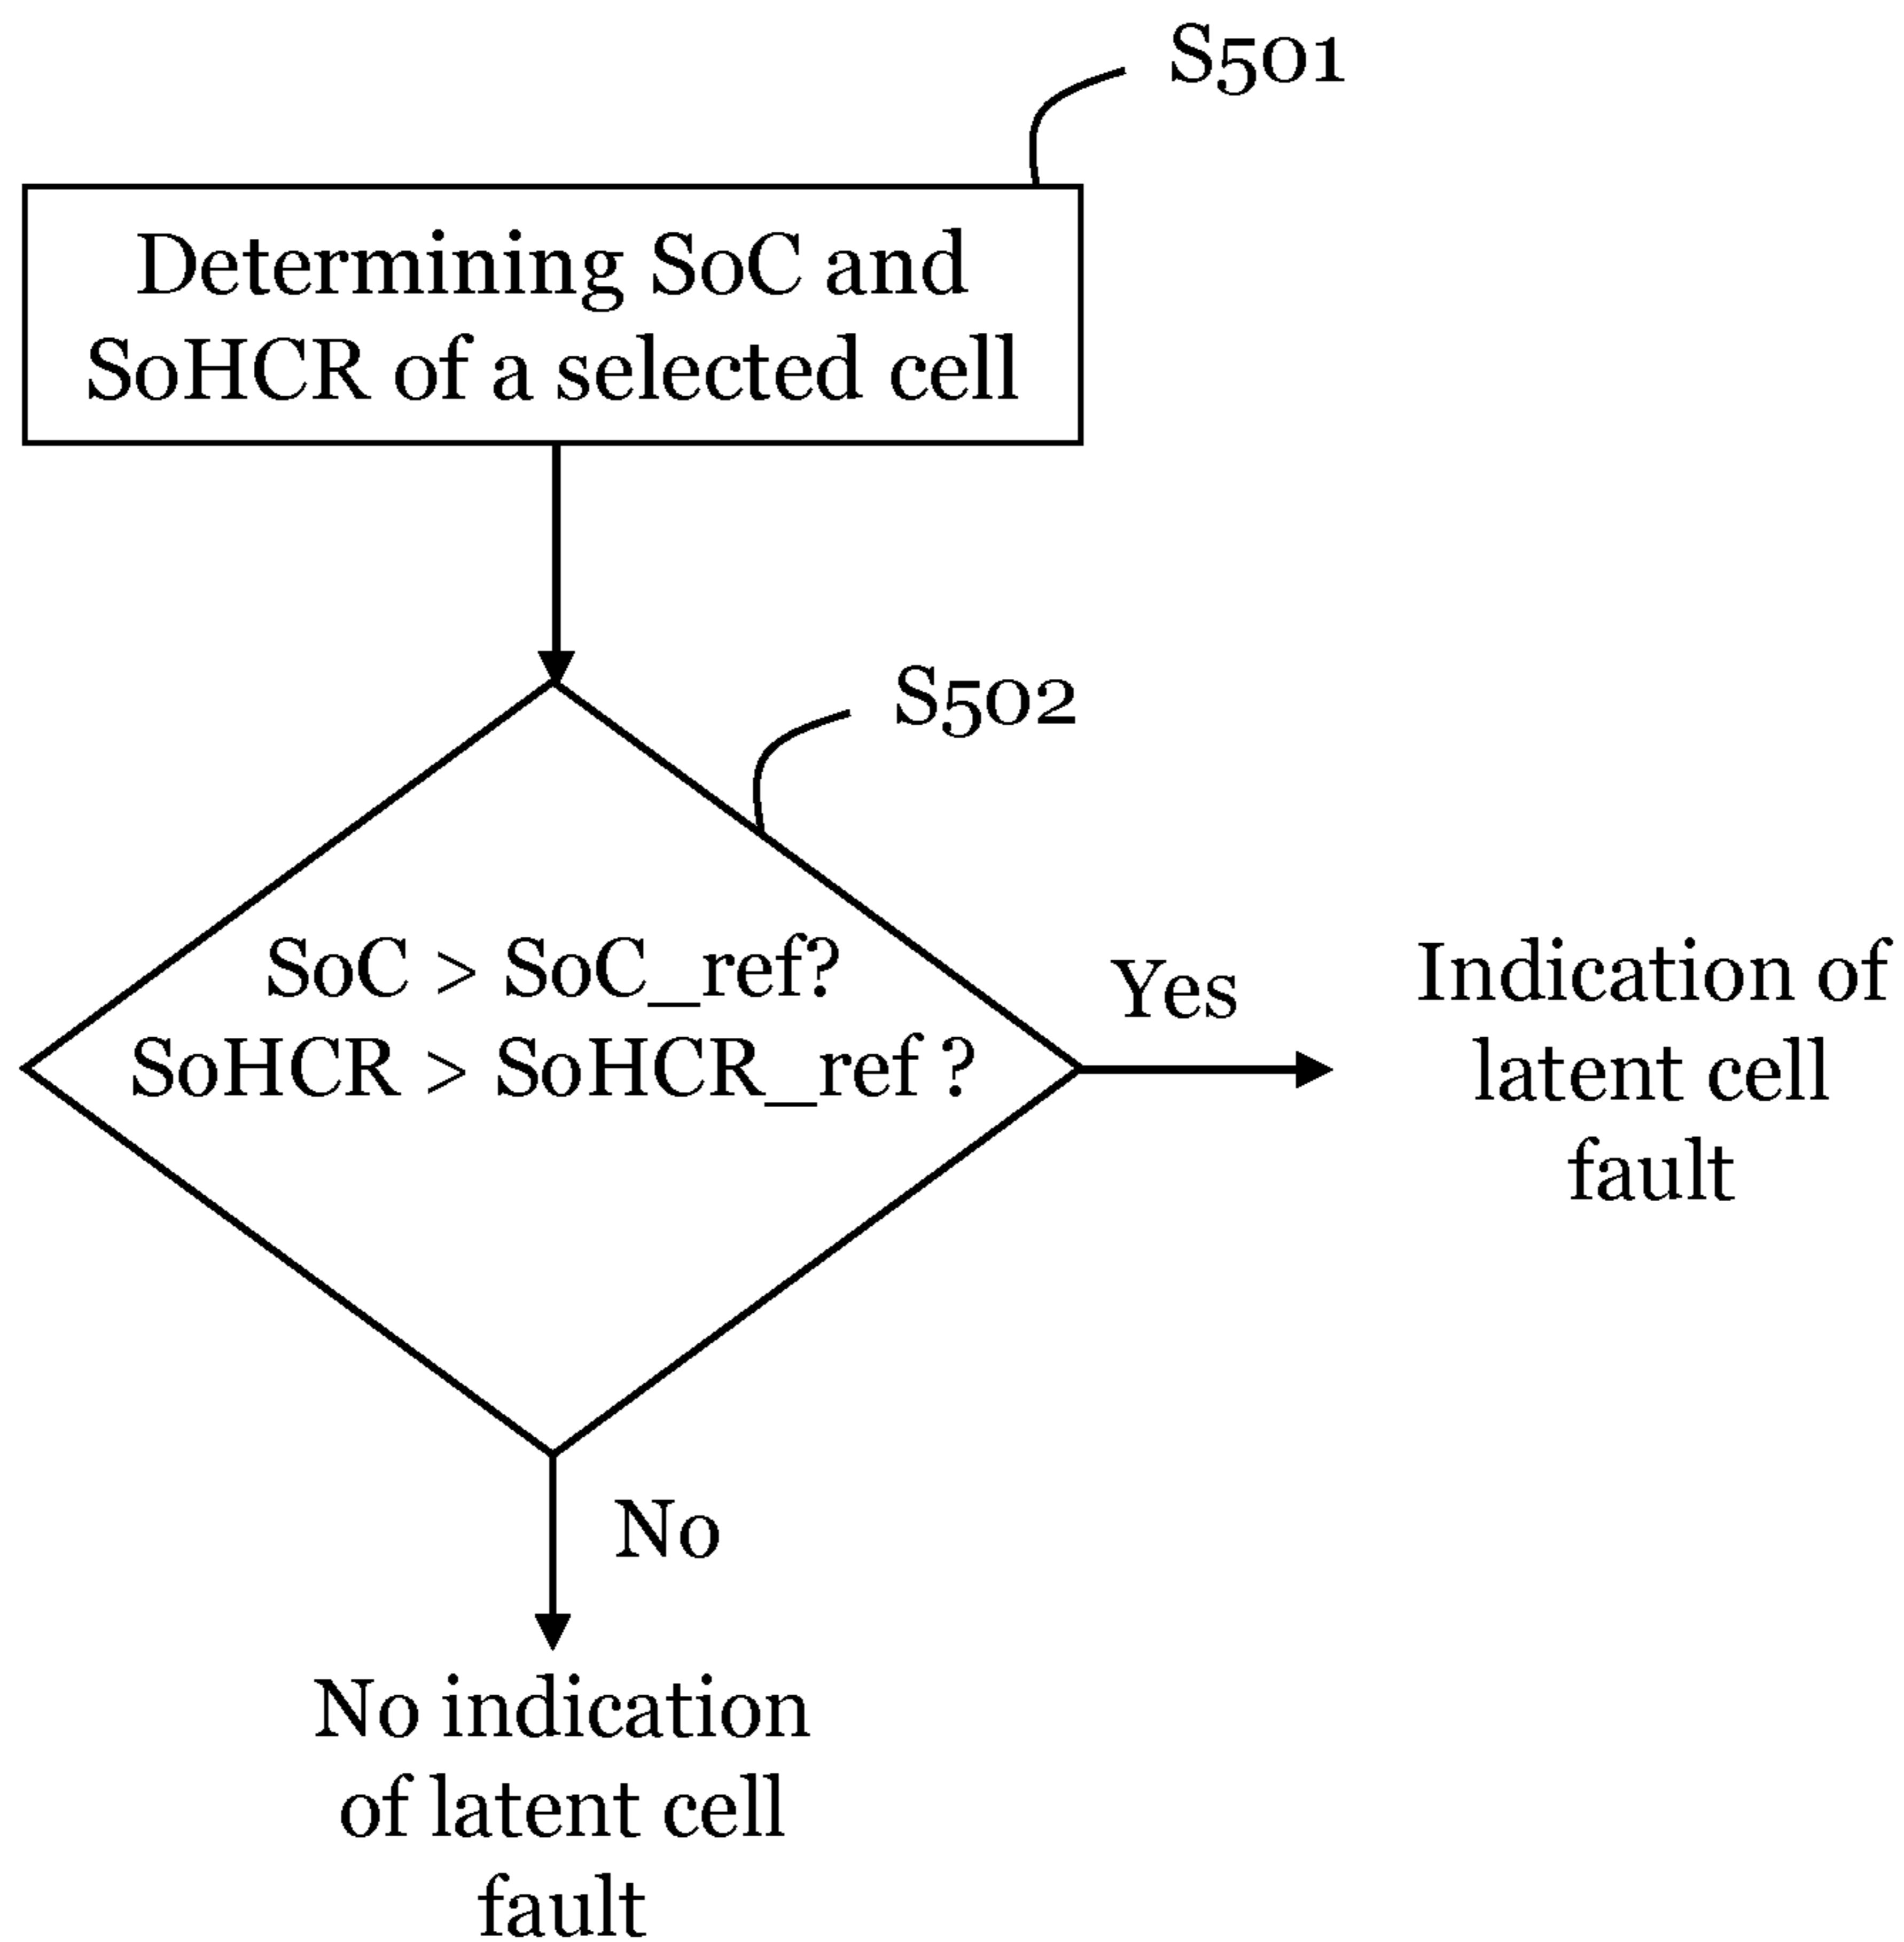 S501
Determining SoC and
SoHCR of a selected cell
S502
SoC > SoC_ref?
SoHCR > SoHCR_ref ?
Yes
Indication of
latent cell
fault
No
No indication
of latent cell
fault